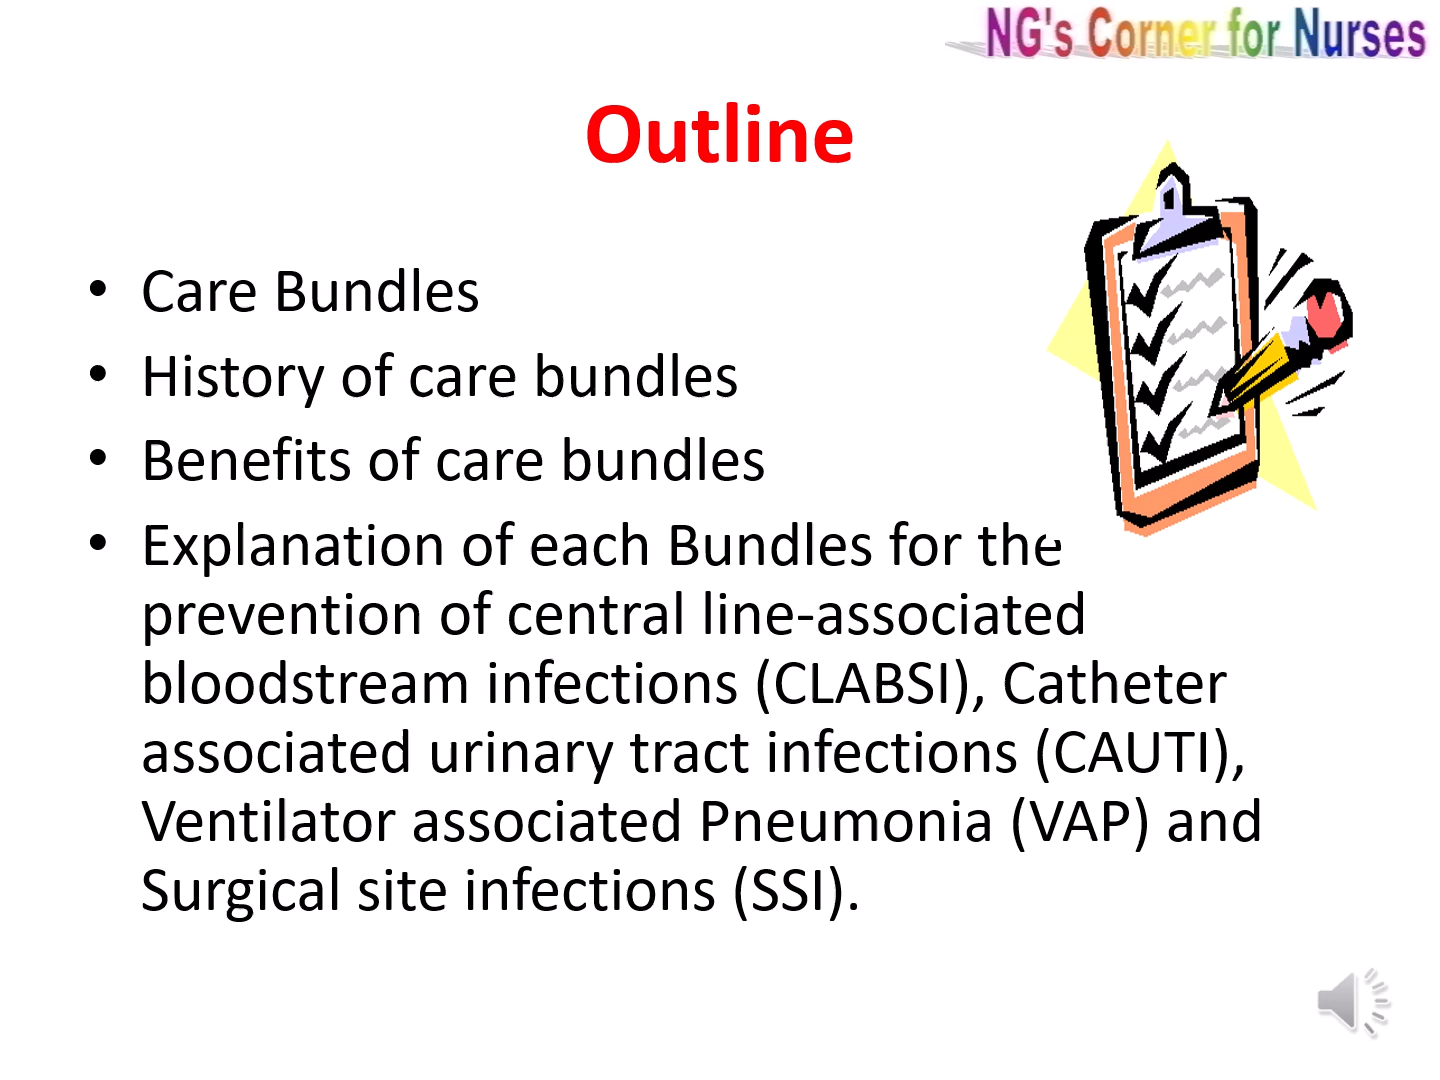 NG's Corner for Nurses
Outline
• Care Bundles
• History of care bundles
• Benefits of care bundles
• Explanation of each Bundles for the
prevention of central line-associated
bloodstream infections (CLABSI), Catheter
associated urinary tract infections (CAUTI),
Ventilator associated Pneumonia (VAP) and
Surgical site infections (SSI).